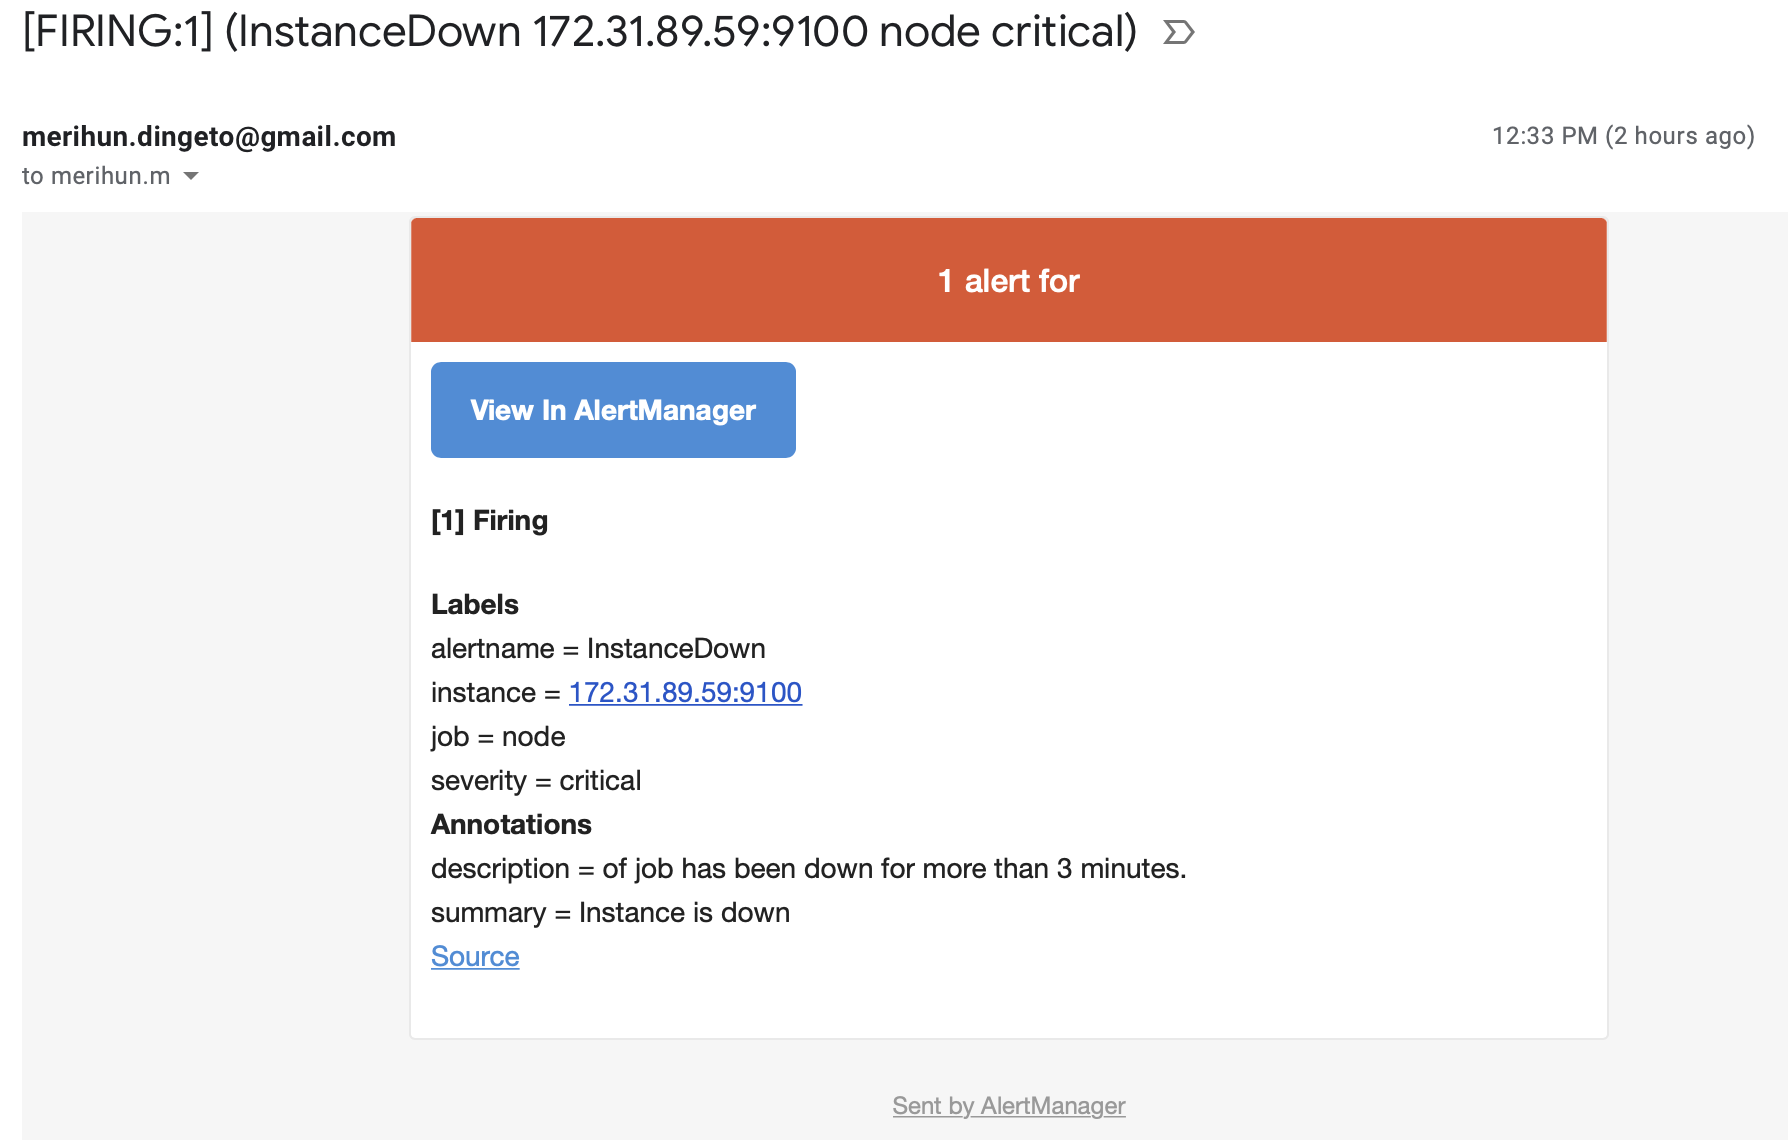 [FIRING:1] (InstanceDown 172.31.89.59:9100 node critical)
merihun.dingeto@gmail.com
12:33 PM (2 hours ago)
to merihun.m
1 alert for
View In AlertManager
[1] Firing
Labels
alertname = InstanceDown
instance = 172.31.89.59:9100
job = node
severity = critical
Annotations
description = of job has been down for more than 3 minutes.
summary = Instance is down
Source
Sent by AlertManager